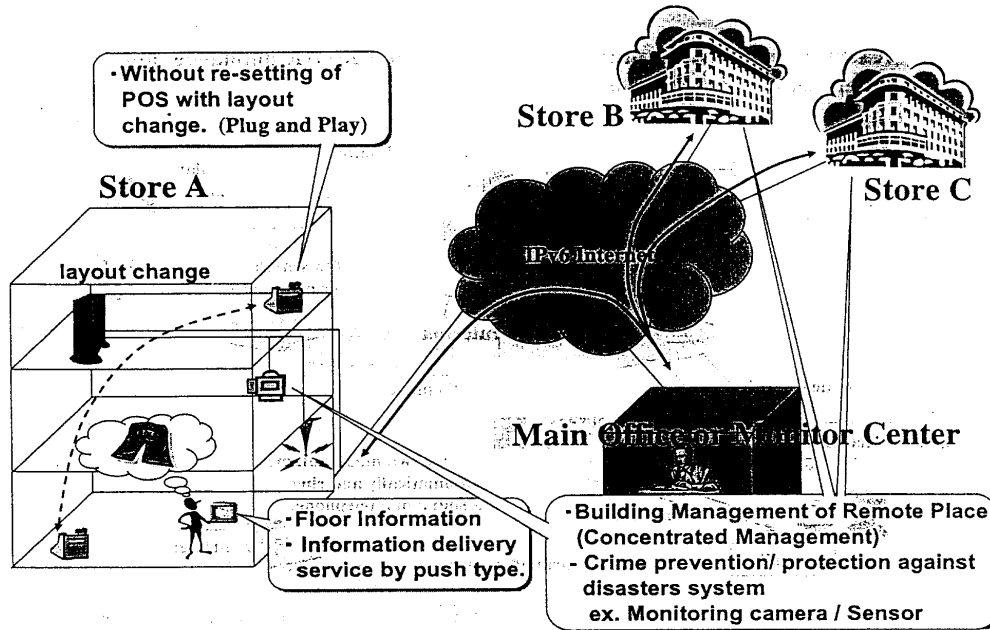 · Without re-setting of
POS with layout
change. (Plug and Play)
Store B
Store C
Store A
layout change
IPv6 Internet
Main Office or Monitor Center
· Floor Information
- Information delivery
service by push type.
· Building Management of Remote Place
(Concentrated Management)
- Crime prevention/ protection against
disasters system
ex. Monitoring camera / Sensor